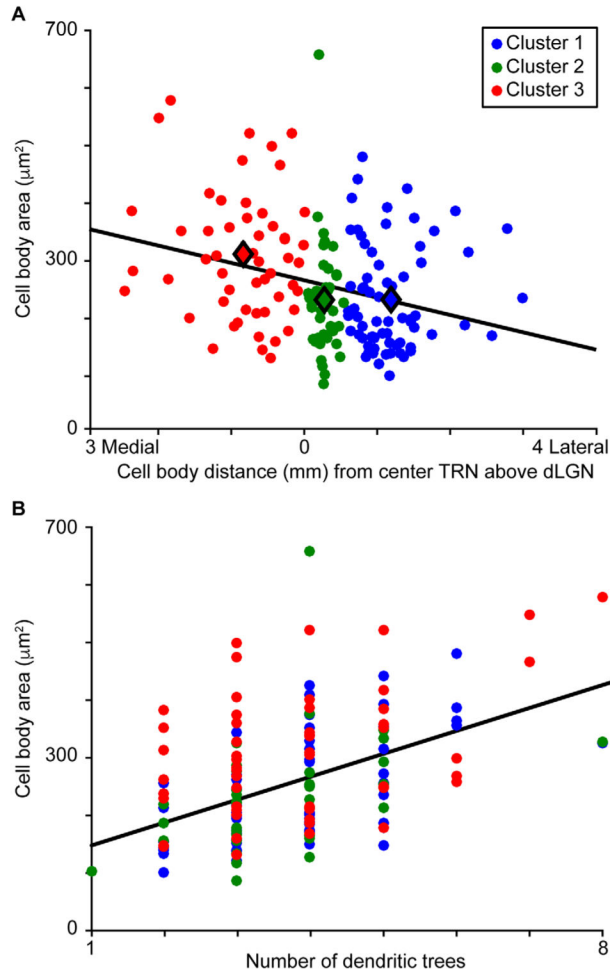 A
700
Cluster 1
Cluster 2
Cluster 3
Cell body area (μm²)
300
0
3 Medial 0 4 Lateral
Cell body distance (mm) from center TRN above dLGN
B
700
Cell body area (μm²)
300
0
1 8
Number of dendritic trees